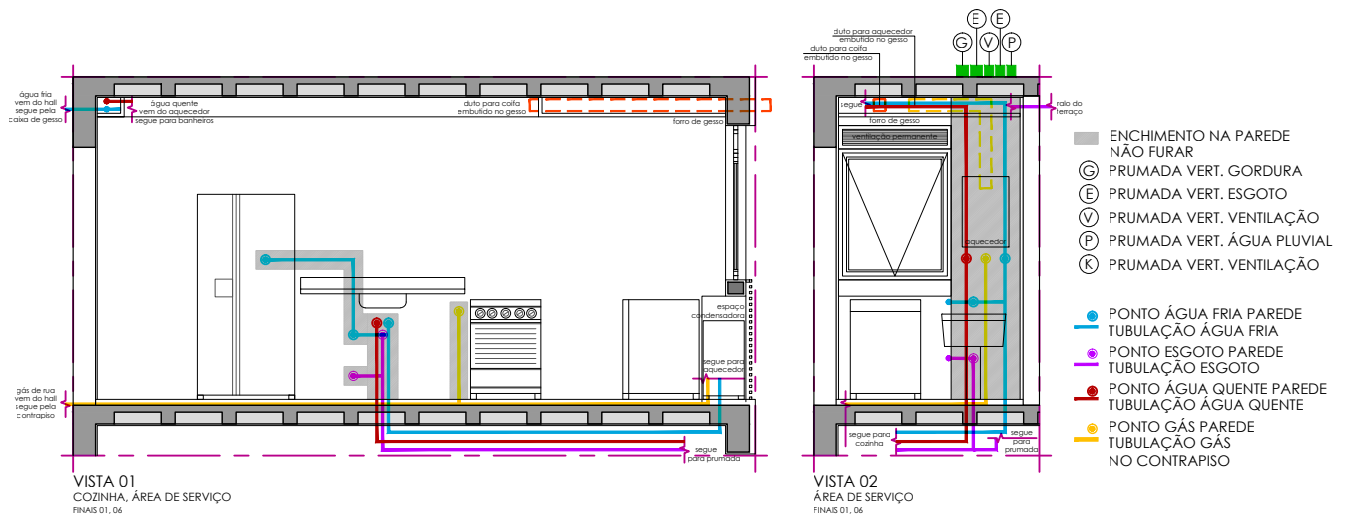 água fria
vem do hall
segue pela
caixa de gesso
água quente
vem do aquecedor
segue para banheiros
duto para coifa
embutido no gesso
forro de gesso
espaço
condensadora
segue para
aquecedor
gás de rua
vem do hall
segue pelo
contrapiso
segue
para prumada
VISTA 01
COZINHA, ÁREA DE SERVIÇO
FINAIS 01, 06
duto para aquecedor
embutido no gesso
duto para coifa
embutido no gesso
E E
G V P
segue
ralo do
terraço
forro de gesso
ventilação permanente
aquecedor
segue para
cozinha
segue
para
prumada
VISTA 02
ÁREA DE SERVIÇO
FINAIS 01, 06
ENCHIMENTO NA PAREDE
NÃO FURAR
G PRUMADA VERT. GORDURA
E PRUMADA VERT. ESGOTO
V PRUMADA VERT. VENTILAÇÃO
P PRUMADA VERT. ÁGUA PLUVIAL
K PRUMADA VERT. VENTILAÇÃO
PONTO ÁGUA FRIA PAREDE
TUBULAÇÃO ÁGUA FRIA
PONTO ESGOTO PAREDE
TUBULAÇÃO ESGOTO
PONTO ÁGUA QUENTE PAREDE
TUBULAÇÃO ÁGUA QUENTE
PONTO GÁS PAREDE
TUBULAÇÃO GÁS
NO CONTRAPISO